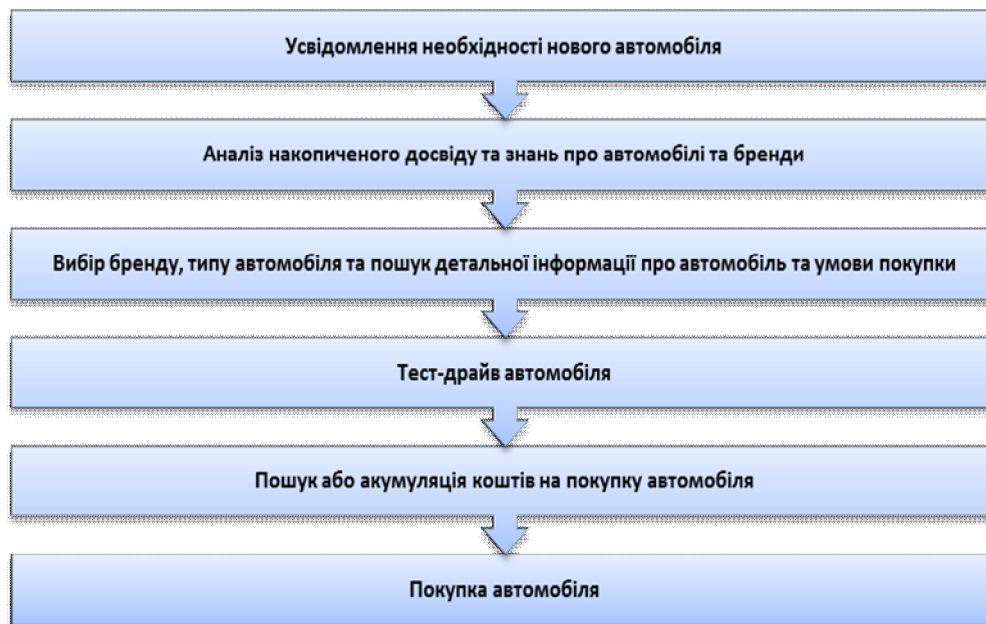 Усвідомлення необхідності нового автомобіля
Аналіз накопиченого досвіду та знань про автомобілі та бренди
Вибір бренду, типу автомобіля та пошук детальної інформації про автомобіль та умови покупки
Тест-драйв автомобіля
Пошук або акумуляція коштів на покупку автомобіля
Покупка автомобіля